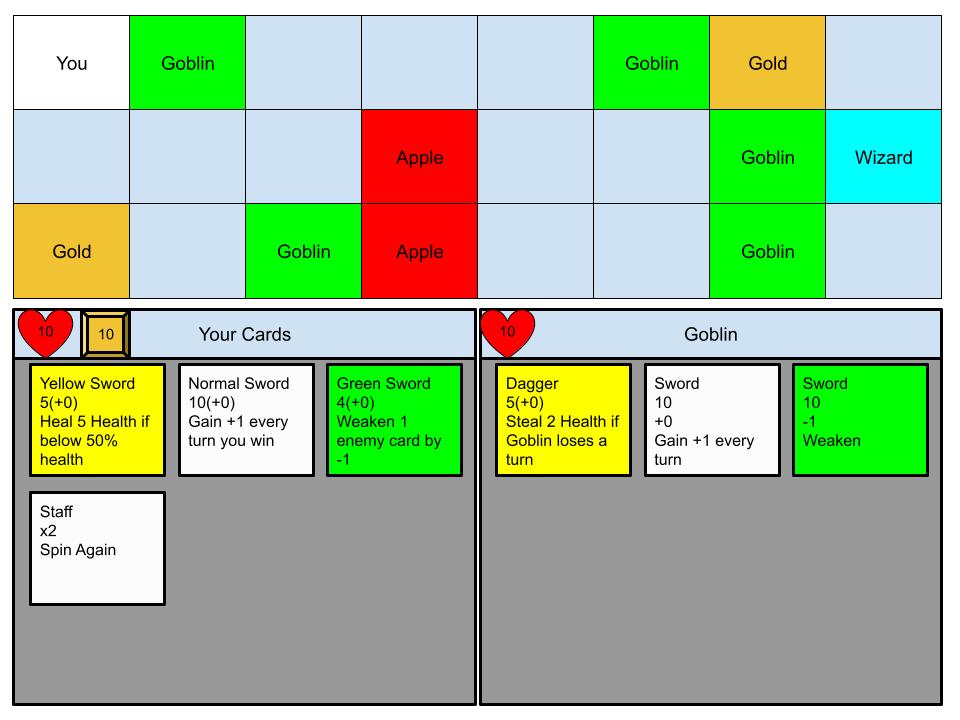 You Goblin Goblin Gold
Apple Goblin Wizard
Gold Goblin Apple Goblin
10 10 Your Cards
10 Goblin
Yellow Sword
5(+0)
Heal 5 Health if
below 50%
health
Normal Sword
10(+0)
Gain +1 every
turn you win
Green Sword
4(+0)
Weaken 1
enemy card by
-1
Dagger
5(+0)
Steal 2 Health if
Goblin loses a
turn
Sword
10
+0
Gain +1 every
turn
Sword
10
-1
Weaken
Staff
x2
Spin Again